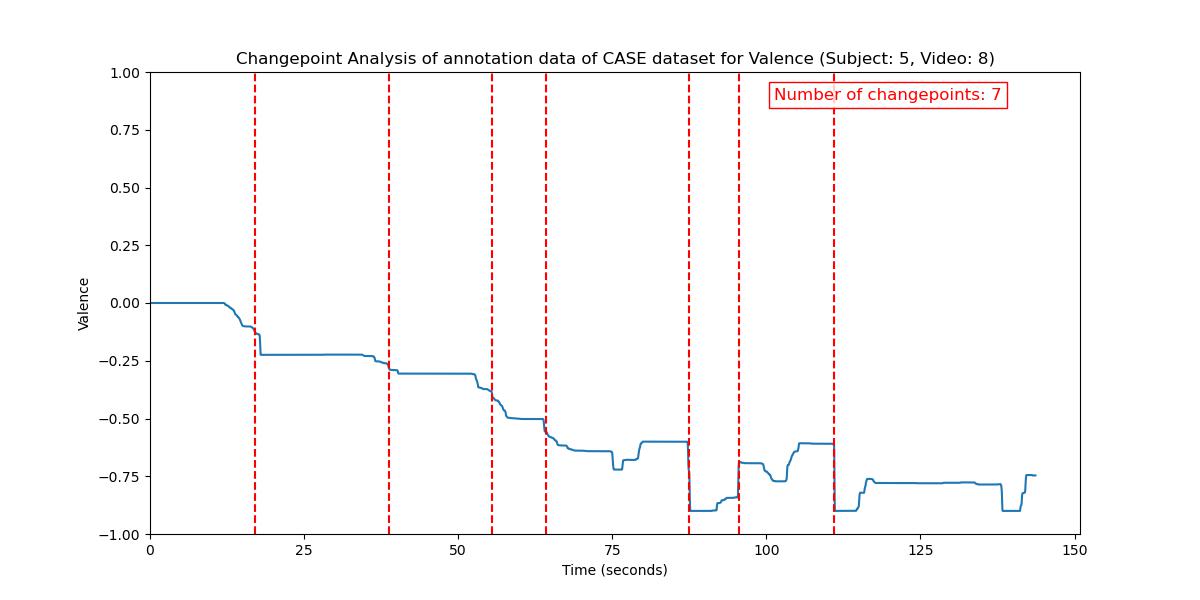 Changepoint Analysis of annotation data of CASE dataset for Valence (Subject: 5, Video: 8)
Number of changepoints: 7
1.00
0.75
0.50
0.25
0.00
−0.25
−0.50
−0.75
−1.00
Valence
0 25 50 75 100 125 150
Time (seconds)